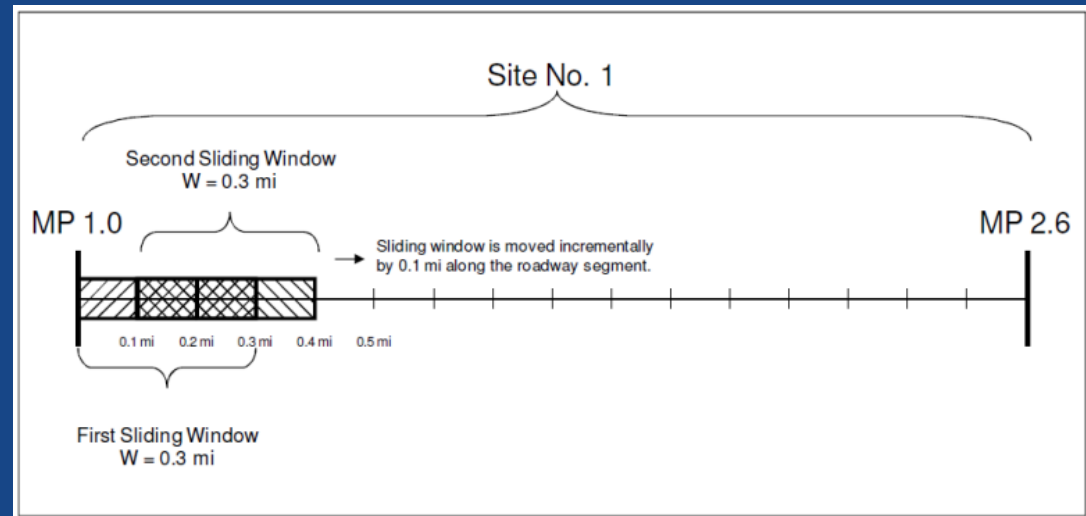 Site No. 1
Second Sliding Window
W = 0.3 mi
MP 1.0
MP 2.6
Sliding window is moved incrementally
by 0.1 mi along the roadway segment.
0.1 mi 0.2 mi 0.3 mi 0.4 mi 0.5 mi
First Sliding Window
W = 0.3 mi